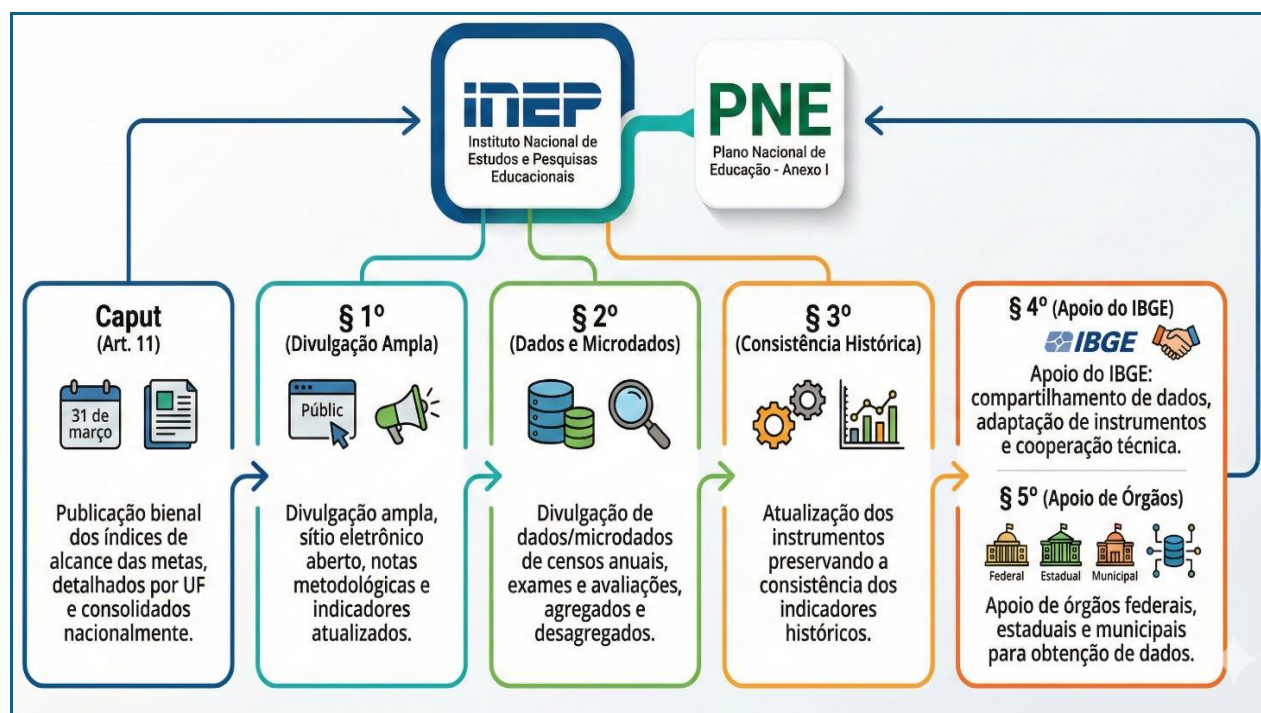 inep
Instituto Nacional de
Estudos e Pesquisas
Educacionais
PNE
Plano Nacional de
Educação - Anexo I
Caput
(Art. 11)
31 de
março
Publicação bienal
dos índices de
alcance das metas,
detalhados por UF
e consolidados
nacionalmente.
§ 1º
(Divulgação Ampla)
Públic
Divulgação ampla,
sítio eletrônico
aberto, notas
metodológicas e
indicadores
atualizados.
§ 2º
(Dados e Microdados)
Divulgação de
dados/microdados
de censos anuais,
exames e avaliações,
agregados e
desagregados.
§ 3º
(Consistência Histórica)
Atualização dos
instrumentos
preservando a
consistência dos
indicadores
históricos.
§ 4º (Apoio do IBGE)
IBGE
Apoio do IBGE:
compartilhamento de dados,
adaptação de instrumentos
e cooperação técnica.
§ 5º (Apoio de Órgãos)
Federal Estadual Municipal
Apoio de órgãos federais,
estaduais e municipais
para obtenção de dados.